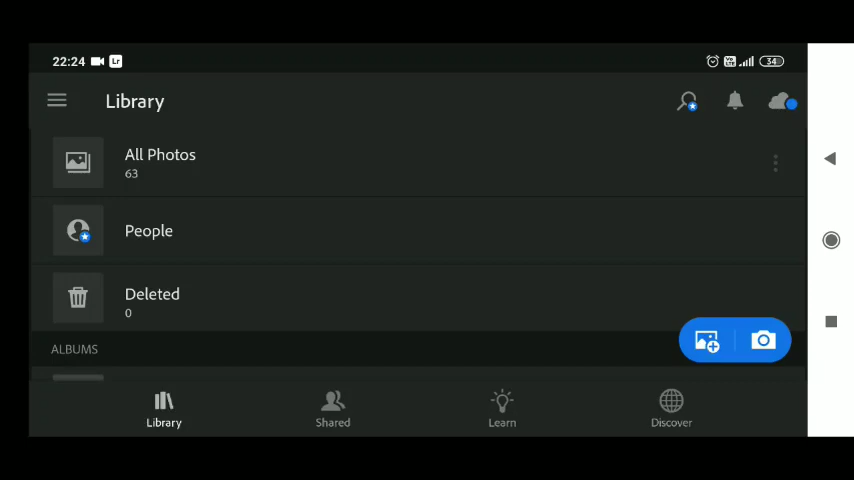 22:24 Lr 34
Library
All Photos
63
People
Deleted
0
ALBUMS
Library Shared Learn Discover